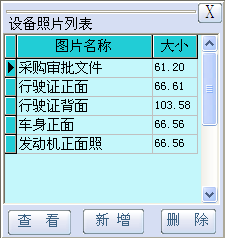 X
设备照片列表
图片名称 大小
采购审批文件 61.20
行驶证正面 66.61
行驶证背面 103.58
车身正面 66.56
发动机正面照 66.56
查 看 新 增 删 除